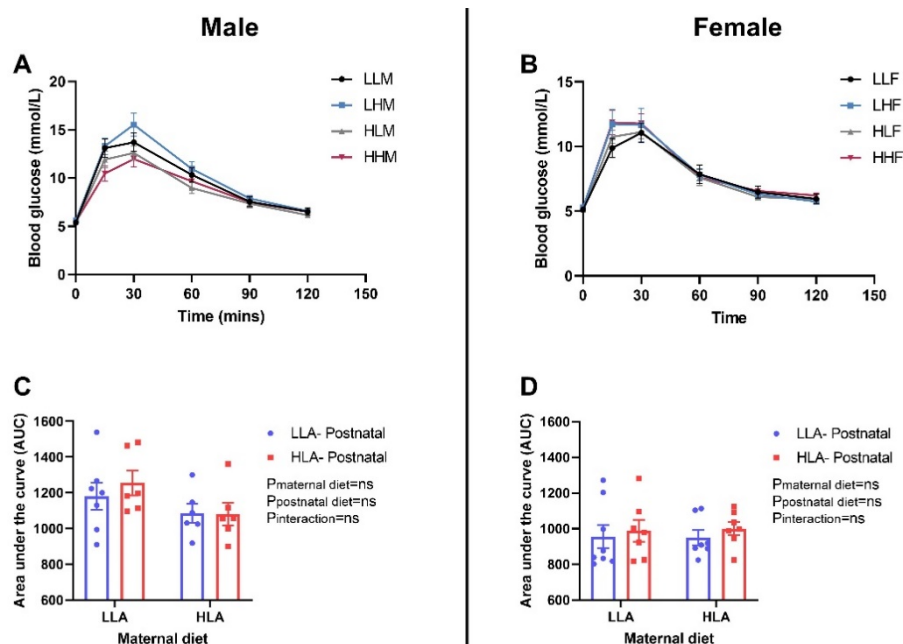 Male
Female
A
Blood glucose (mmol/L)
20
15
10
5
0
0 30 60 90 120 150
Time (mins)
LLM
LHM
HLM
HHM
B
Blood glucose (mmol/L)
15
10
5
0
0 30 60 90 120 150
Time
LLF
LHF
HLF
HHF
C
Area under the curve (AUC)
1600
1400
1200
1000
800
600
LLA HLA
Maternal diet
LLA- Postnatal
HLA- Postnatal
Pmaternal diet=ns
Ppostnatal diet=ns
Pinteraction=ns
D
Area under the curve (AUC)
1600
1400
1200
1000
800
600
LLA HLA
Maternal diet
LLA- Postnatal
HLA- Postnatal
Pmaternal diet=ns
Ppostnatal diet=ns
Pinteraction=ns